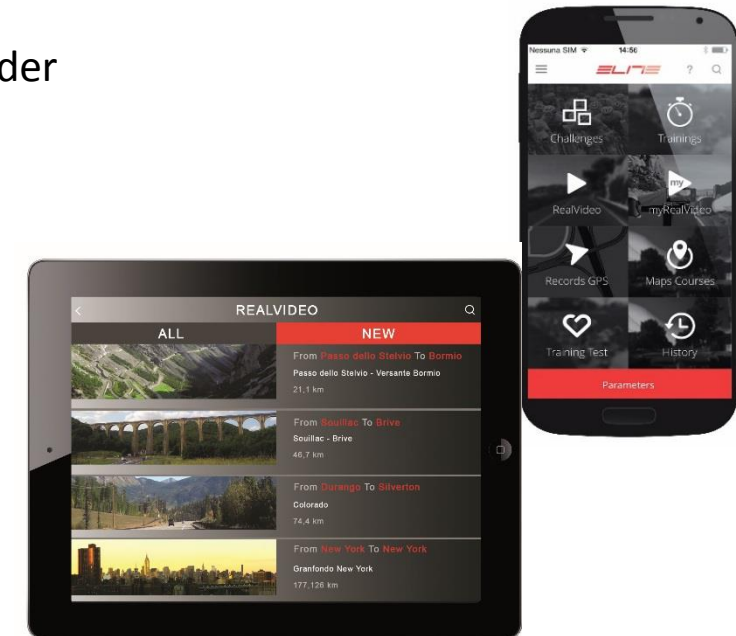 der
Nessuna SIM 14:56
ELITE ? 
Challenges Trainings
RealVideo my myRealVideo
Records GPS Maps Courses
Training Test History
Parameters
REALVIDEO
ALL NEW
From Passo dello Stelvio To Bormio
Passo dello Stelvio - Versante Bormio
21,1 km
From Souillac To Brive
Souillac - Brive
46,7 km
From Durango To Silverton
Colorado
74,4 km
From New York To New York
Granfondo New York
177,126 km